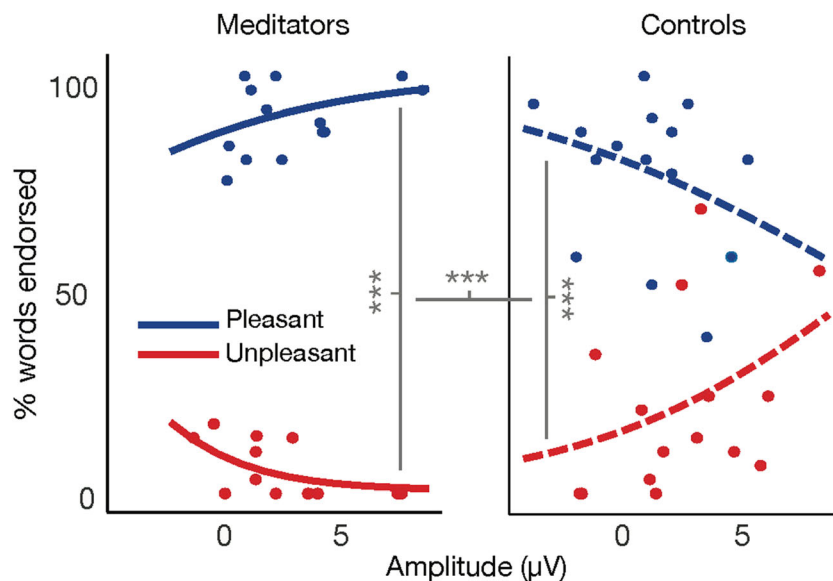 Meditators
Controls
% words endorsed
100
50
0
***
***
***
Pleasant
Unpleasant
0
5
0
5
Amplitude (µV)